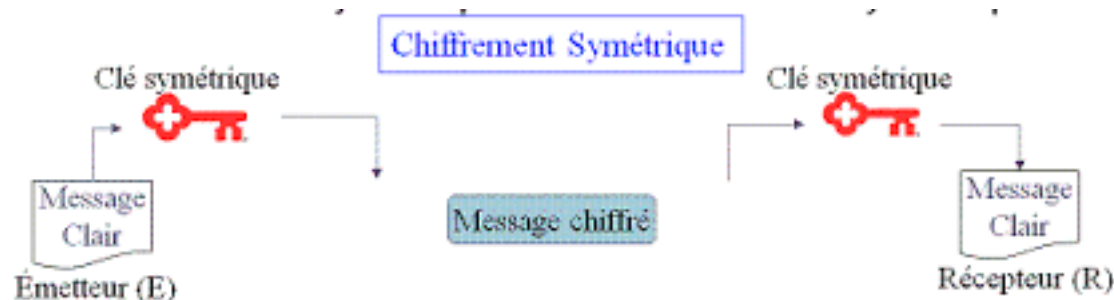 Chiffrement Symétrique
Clé symétrique
Clé symétrique
Message
Clair
Message chiffré
Message
Clair
Émetteur (E)
Récepteur (R)